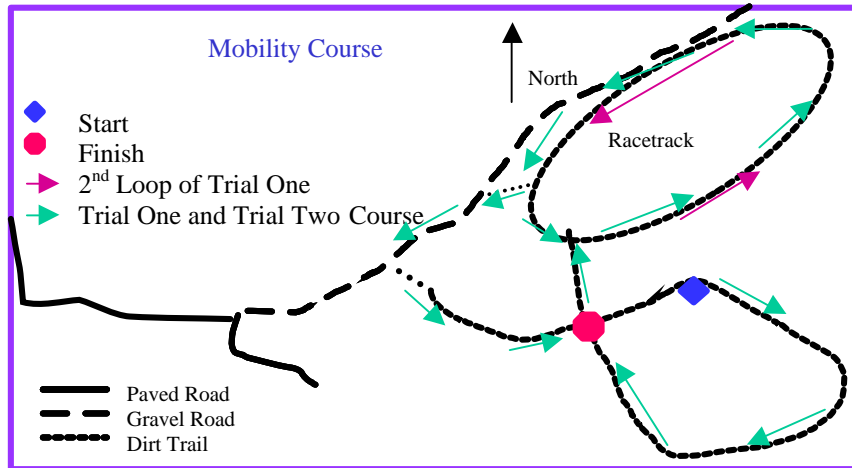 Mobility Course
North
Racetrack
Start
Finish
2nd Loop of Trial One
Trial One and Trial Two Course
Paved Road
Gravel Road
Dirt Trail